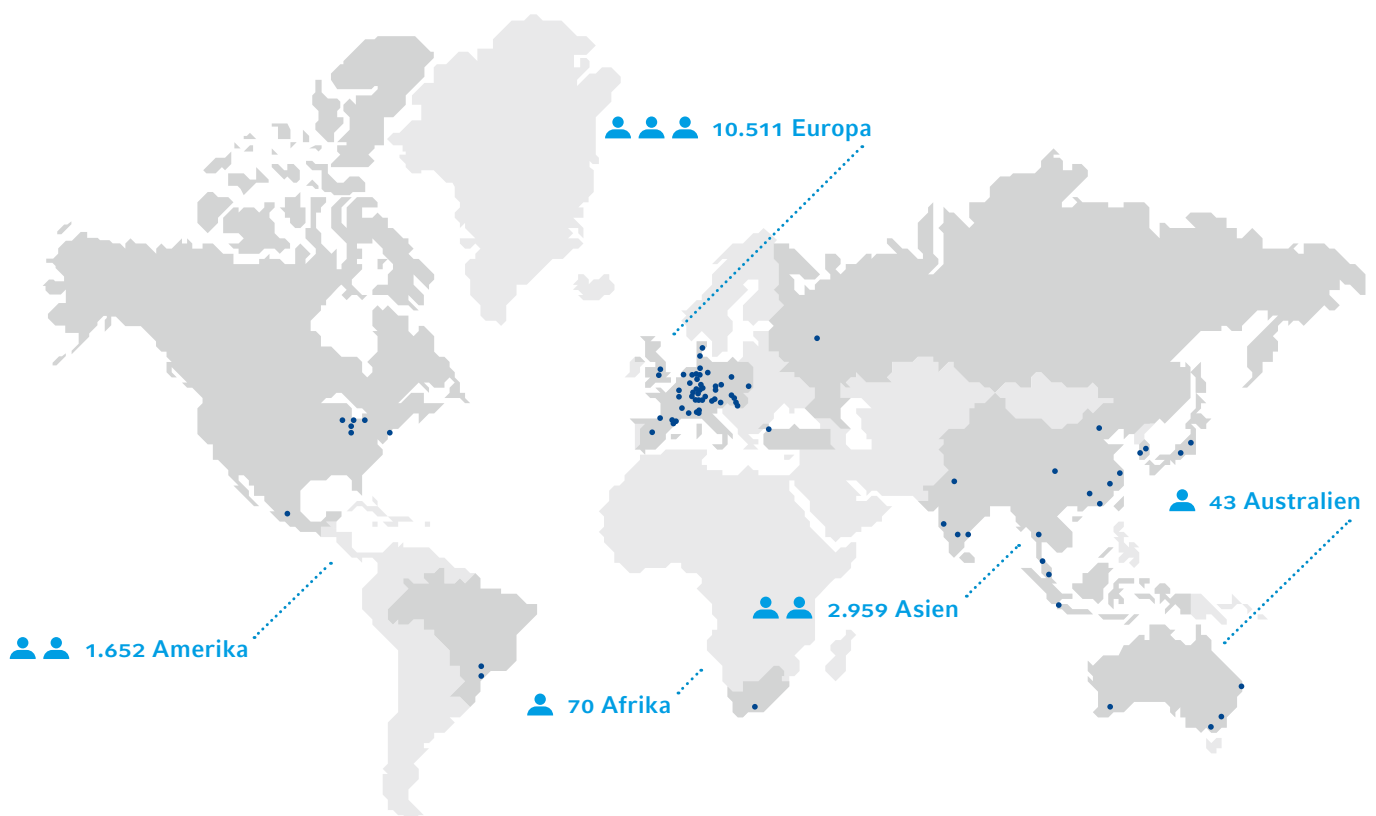 10.511 Europa
43 Australien
2.959 Asien
1.652 Amerika
70 Afrika